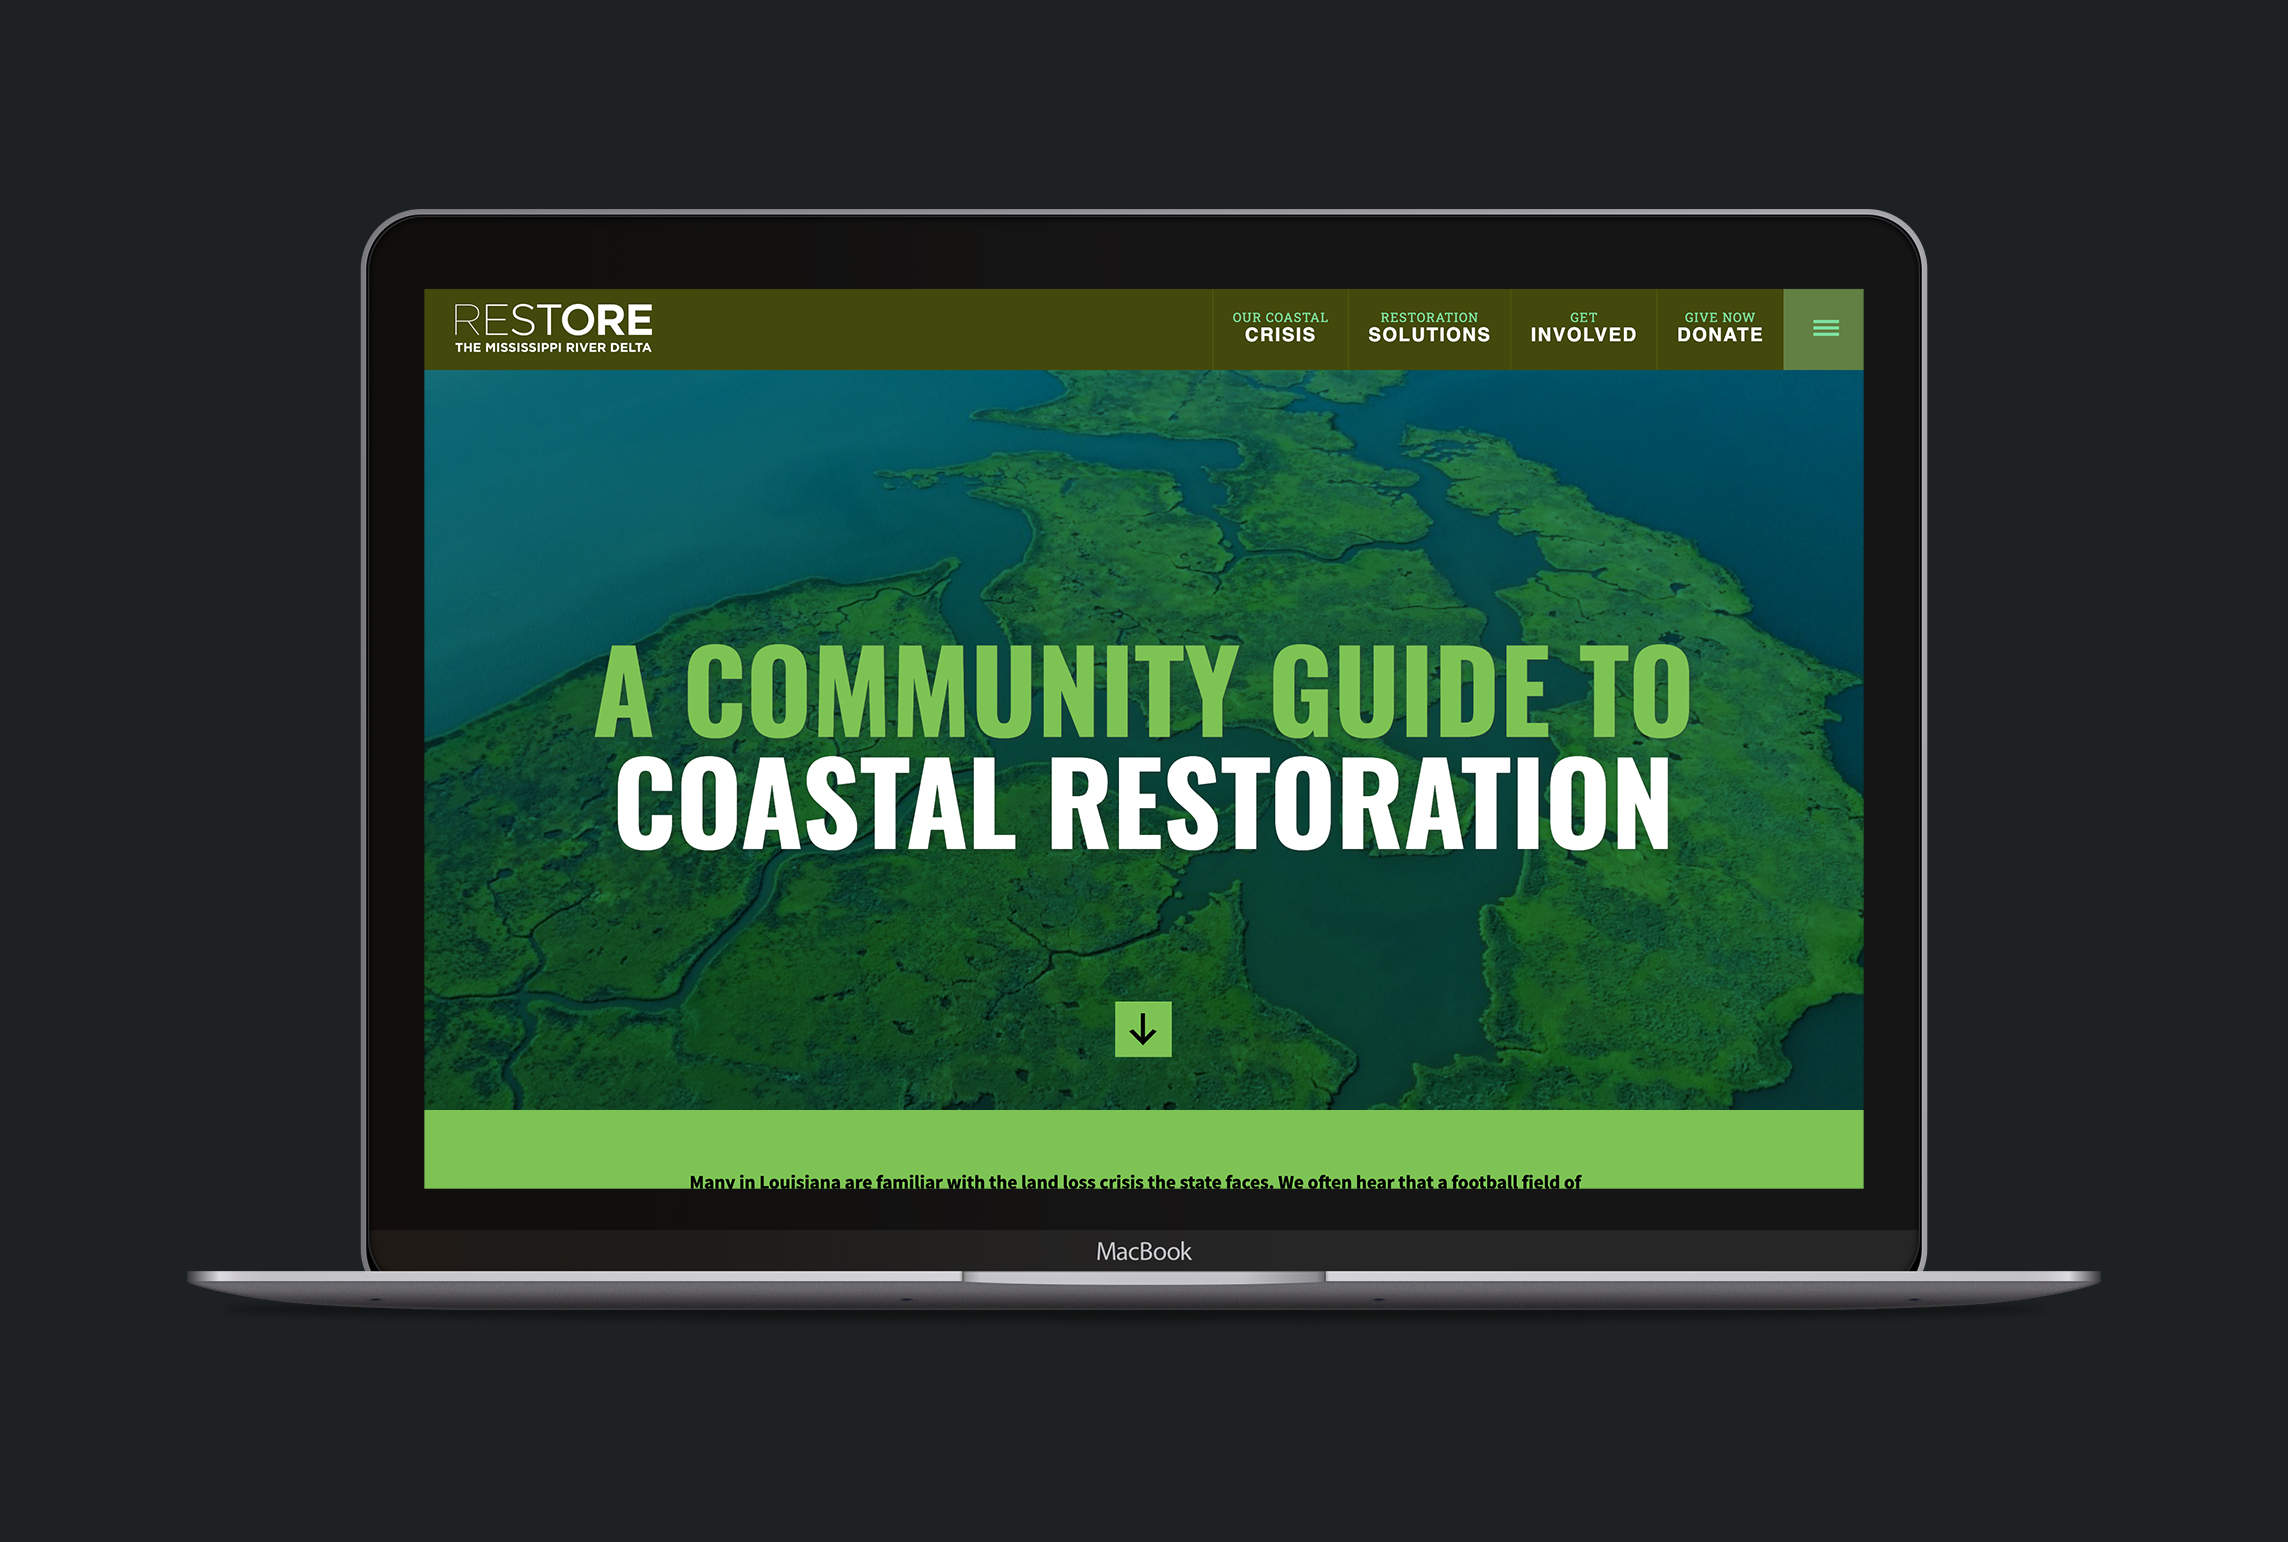 RESTORE
THE MISSISSIPPI RIVER DELTA
OUR COASTAL
CRISIS
RESTORATION
SOLUTIONS
GET
INVOLVED
GIVE NOW
DONATE
A COMMUNITY GUIDE TO
COASTAL RESTORATION
Many in Louisiana are familiar with the land loss crisis the state faces. We often hear that a football field of
MacBook